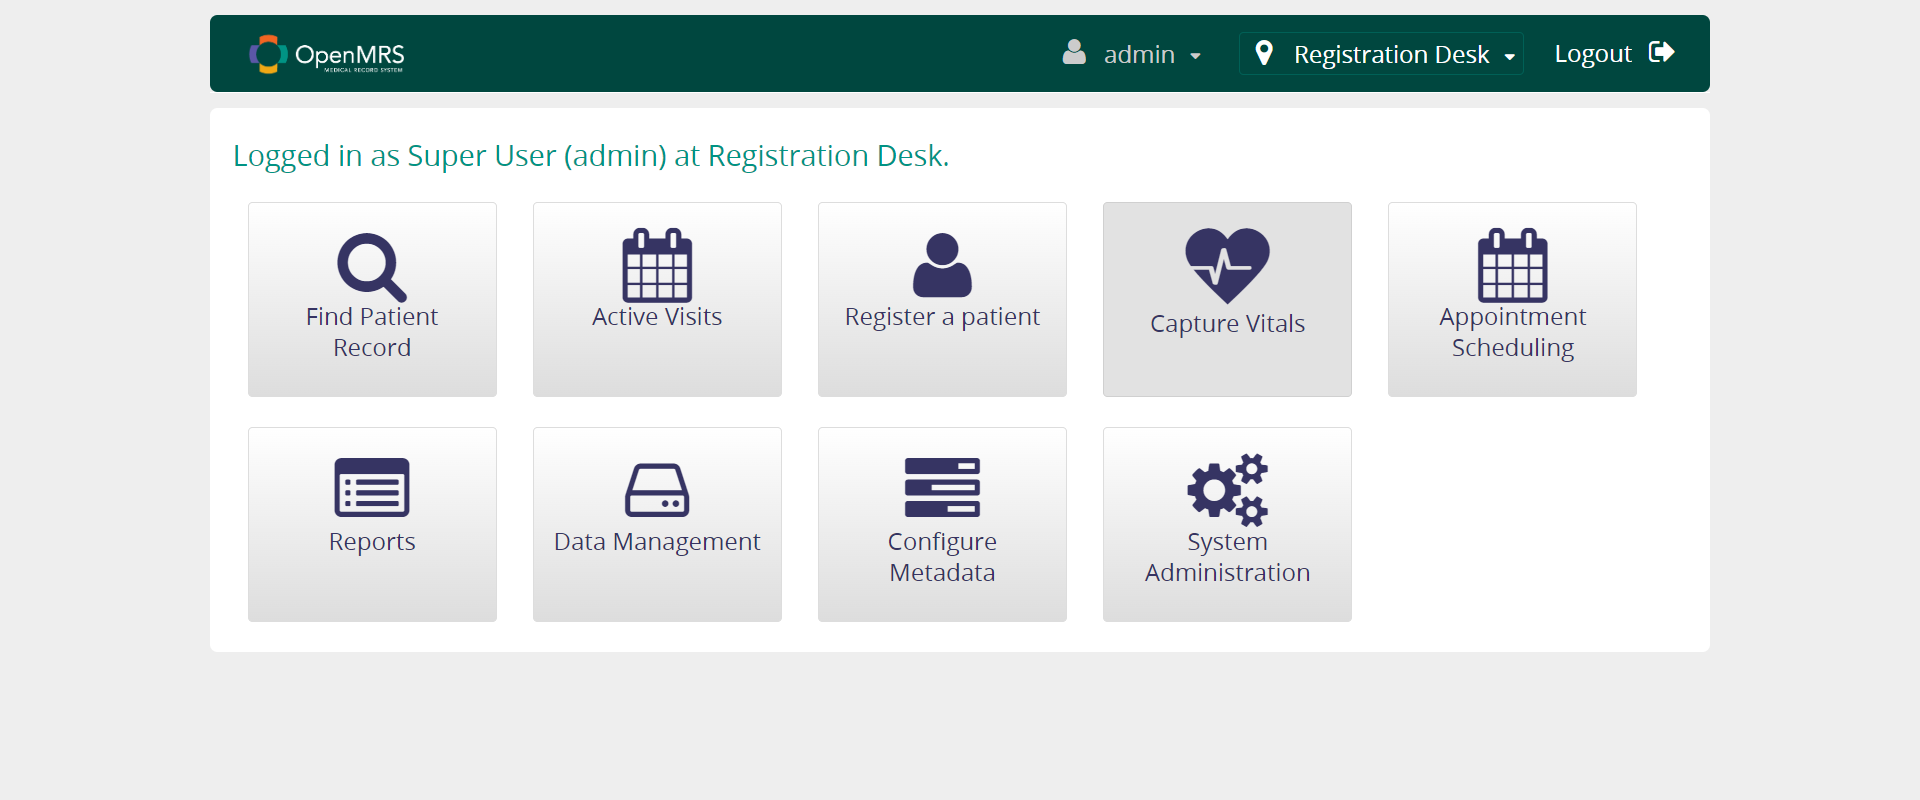 OpenMRS
MEDICAL RECORD SYSTEM
admin
Registration Desk
Logout
Logged in as Super User (admin) at Registration Desk.
Find Patient
Record
Active Visits
Register a patient
Capture Vitals
Appointment
Scheduling
Reports
Data Management
Configure
Metadata
System
Administration